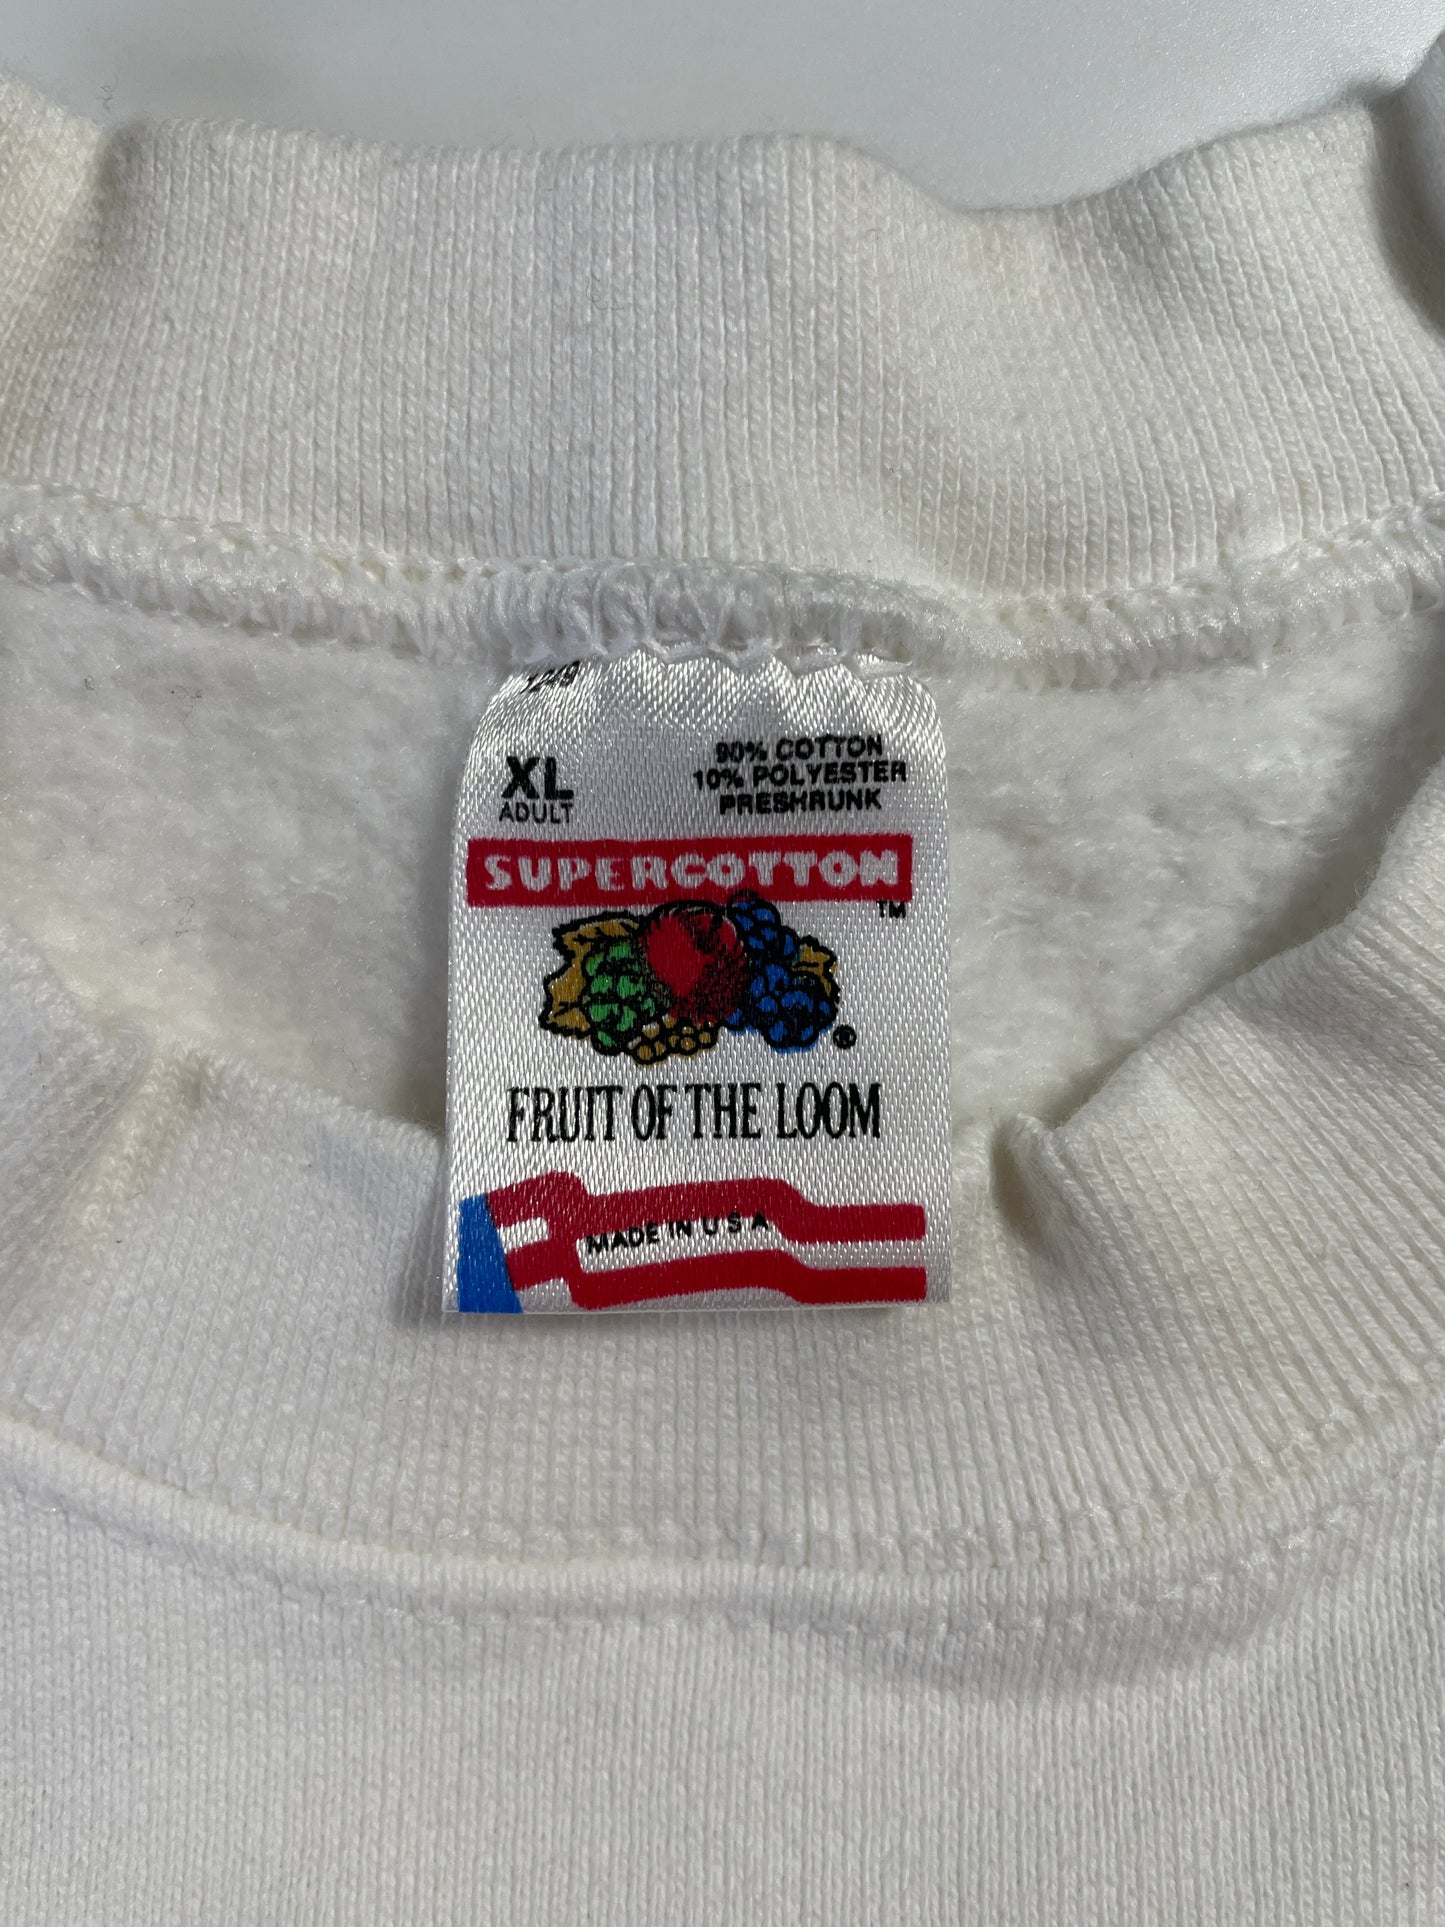 XL
ADULT
90% COTTON
10% POLYESTER
PRESHRUNK
SUPERCOTTON
TM
®
FRUIT OF THE LOOM
MADE IN U S A